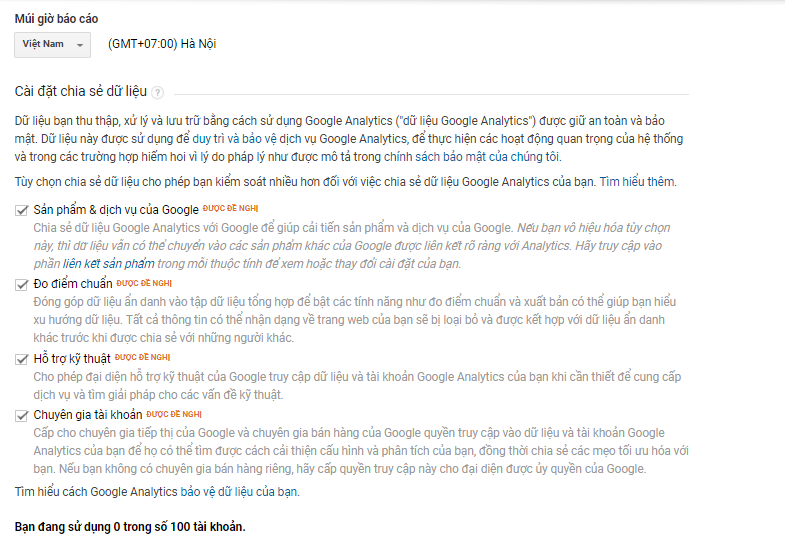 Múi giờ báo cáo
Việt Nam
(GMT+07:00) Hà Nội
Cài đặt chia sẻ dữ liệu ?
Dữ liệu bạn thu thập, xử lý và lưu trữ bằng cách sử dụng Google Analytics ("dữ liệu Google Analytics") được giữ an toàn và bảo
mật. Dữ liệu này được sử dụng để duy trì và bảo vệ dịch vụ Google Analytics, để thực hiện các hoạt động quan trọng của hệ thống
và trong các trường hợp hiếm hoi vì lý do pháp lý như được mô tả trong chính sách bảo mật của chúng tôi.
Tùy chọn chia sẻ dữ liệu cho phép bạn kiểm soát nhiều hơn đối với việc chia sẻ dữ liệu Google Analytics của bạn. Tìm hiểu thêm.
Sản phẩm & dịch vụ của Google ĐƯỢC ĐỀ NGHỊ
Chia sẻ dữ liệu Google Analytics với Google để giúp cải tiến sản phẩm và dịch vụ của Google. Nếu bạn vô hiệu hóa tùy chọn
này, thì dữ liệu vẫn có thể chuyển vào các sản phẩm khác của Google được liên kết rõ ràng với Analytics. Hãy truy cập vào
phần liên kết sản phẩm trong mỗi thuộc tính để xem hoặc thay đổi cài đặt của bạn.
Đo điểm chuẩn ĐƯỢC ĐỀ NGHỊ
Đóng góp dữ liệu ẩn danh vào tập dữ liệu tổng hợp để bật các tính năng như đo điểm chuẩn và xuất bản có thể giúp bạn hiểu
xu hướng dữ liệu. Tất cả thông tin có thể nhận dạng về trang web của bạn sẽ bị loại bỏ và được kết hợp với dữ liệu ẩn danh
khác trước khi được chia sẻ với những người khác.
Hỗ trợ kỹ thuật ĐƯỢC ĐỀ NGHỊ
Cho phép đại diện hỗ trợ kỹ thuật của Google truy cập dữ liệu và tài khoản Google Analytics của bạn khi cần thiết để cung cấp
dịch vụ và tìm giải pháp cho các vấn đề kỹ thuật.
Chuyên gia tài khoản ĐƯỢC ĐỀ NGHỊ
Cấp cho chuyên gia tiếp thị của Google và chuyên gia bán hàng của Google quyền truy cập vào dữ liệu và tài khoản Google
Analytics của bạn để họ có thể tìm được cách cải thiện cấu hình và phân tích của bạn, đồng thời chia sẻ các mẹo tối ưu hóa với
bạn. Nếu bạn không có chuyên gia bán hàng riêng, hãy cấp quyền truy cập này cho đại diện được ủy quyền của Google.
Tìm hiểu cách Google Analytics bảo vệ dữ liệu của bạn.
Bạn đang sử dụng 0 trong số 100 tài khoản.